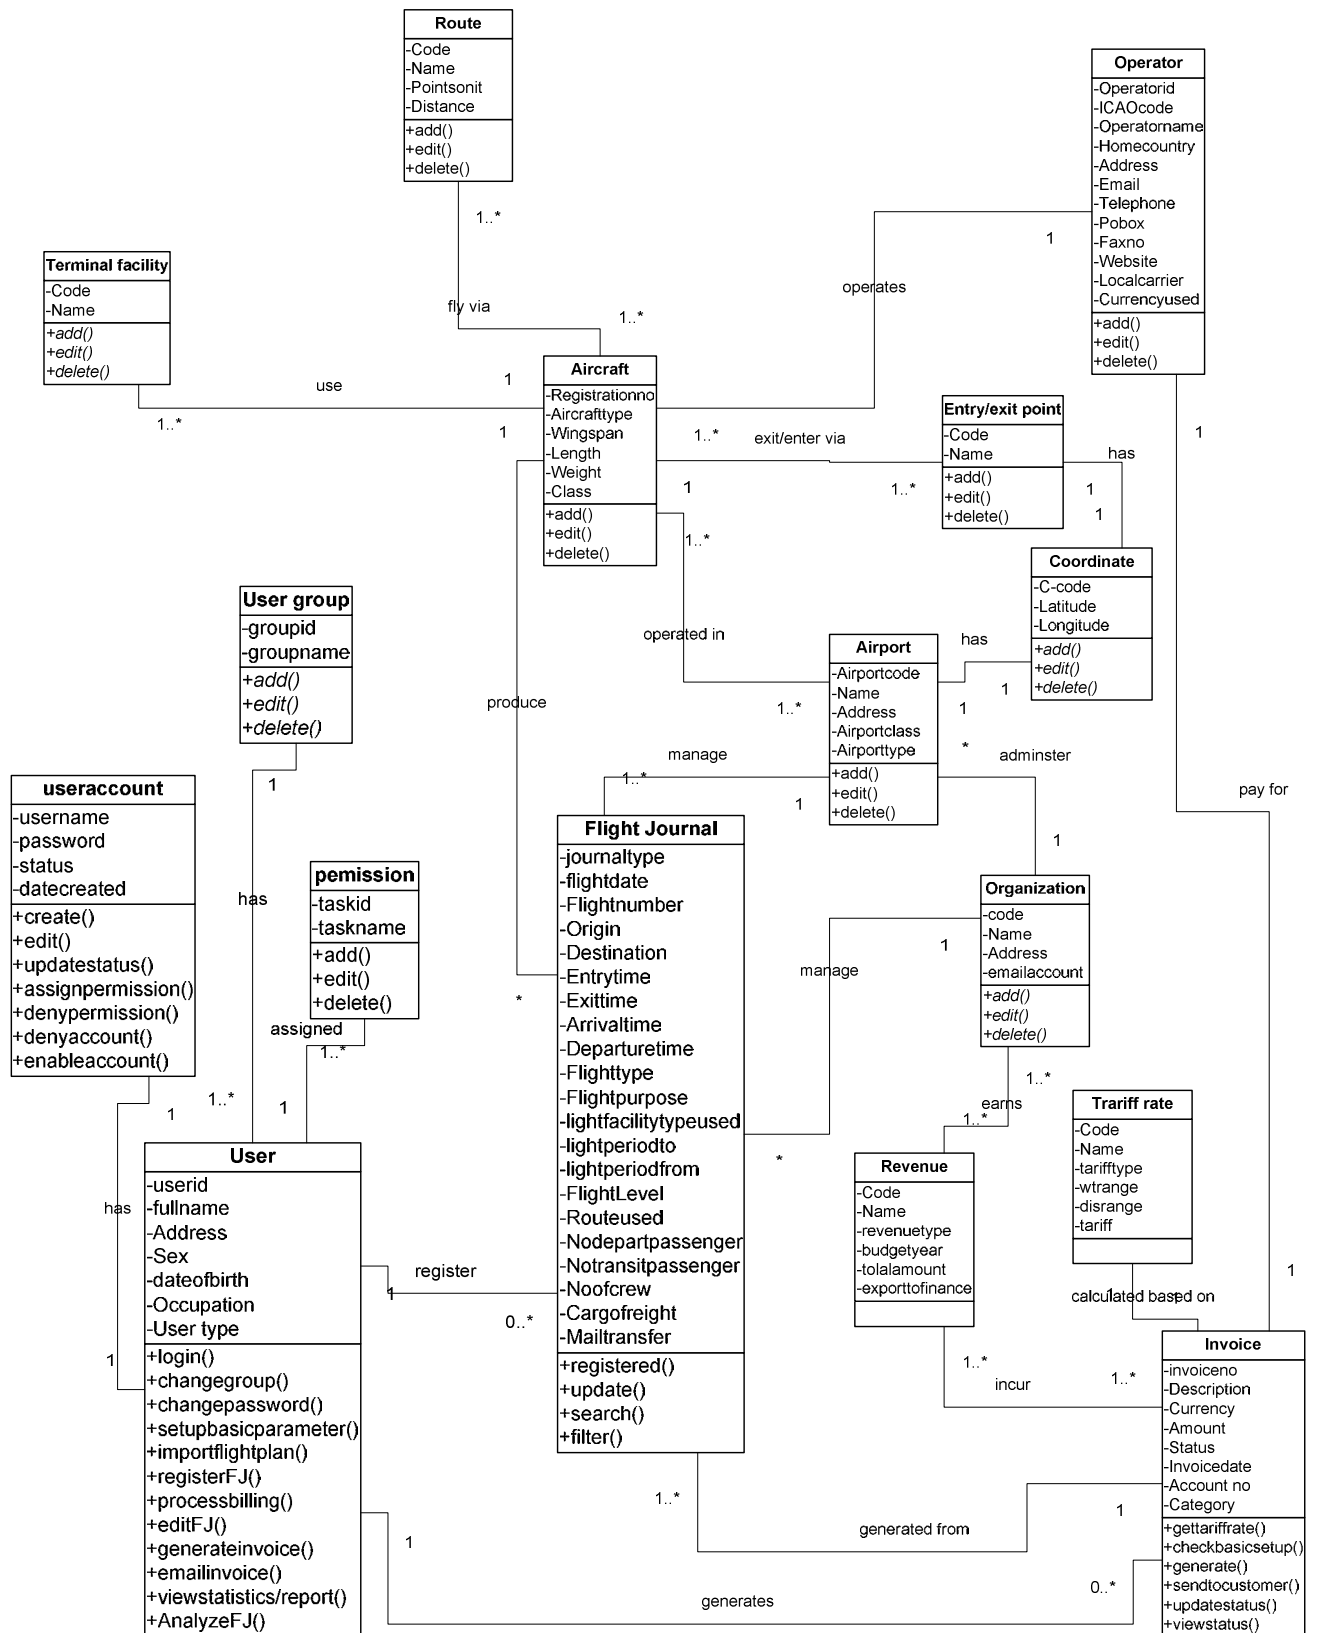 Route
-Code
-Name
-Pointsonit
-Distance
+add()
+edit()
+delete()
1..*
fly via
1..*
Operator
-Operatorid
-ICAOcode
-Operatorname
-Homecountry
-Address
-Email
-Telephone
-Pobox
-Faxno
-Website
-Localcarrier
-Currencyused
+add()
+edit()
+delete()
1
operates
1
Terminal facility
-Code
-Name
+add()
+edit()
+delete()
use
1
1..*
1
Aircraft
-Registrationno
-Aircrafttype
-Wingspan
-Length
-Weight
-Class
+add()
+edit()
+delete()
1..*
exit/enter via
1..*
1
1..*
Entry/exit point
-Code
-Name
+add()
+edit()
+delete()
has
1
1
Coordinate
-C-code
-Latitude
-Longitude
+add()
+edit()
+delete()
operated in
1..*
has
1
1
*
Airport
-Airportcode
-Name
-Address
-Airportclass
-Airporttype
+add()
+edit()
+delete()
produce
*
manage
1..*
1
adminster
1
pay for
1
User group
-groupid
-groupname
+add()
+edit()
+delete()
1
has
1..*
useraccount
-username
-password
-status
-datecreated
+create()
+edit()
+updatestatus()
+assignpermission()
+denypermission()
+denyaccount()
+enableaccount()
1
has
1
pemission
-taskid
-taskname
+add()
+edit()
+delete()
assigned
1..*
1
Flight Journal
-journaltype
-flightdate
-Flightnumber
-Origin
-Destination
-Entrytime
-Exittime
-Arrivaltime
-Departuretime
-Flighttype
-Flightpurpose
-lightfacilitytypeused
-lightperiodto
-lightperiodfrom
-FlightLevel
-Routeused
-Nodepartpassenger
-Notransitpassenger
-Noofcrew
-Cargofreight
-Mailtransfer
+registered()
+update()
+search()
+filter()
manage
1
*
Organization
-code
-Name
-Address
-emailaccount
+add()
+edit()
+delete()
1..*
earns
1..*
Revenue
-Code
-Name
-revenuetype
-budgetyear
-tolalamount
-exporttofinance
Trariff rate
-Code
-Name
-tarifftype
-wtrange
-disrange
-tariff
calculated based on
1
1
User
-userid
-fullname
-Address
-Sex
-dateofbirth
-Occupation
-User type
+login()
+changegroup()
+changepassword()
+setupbasicparameter()
+importflightplan()
+registerFJ()
+processbilling()
+editFJ()
+generateinvoice()
+emailinvoice()
+viewstatistics/report()
+AnalyzeFJ()
register
1
0..*
1..*
incur
1..*
Invoice
-invoiceno
-Description
-Currency
-Amount
-Status
-Invoicedate
-Account no
-Category
+gettariffrate()
+checkbasicsetup()
+generate()
+sendtocustomer()
+updatestatus()
+viewstatus()
1..*
generated from
1
1
generates
0..*